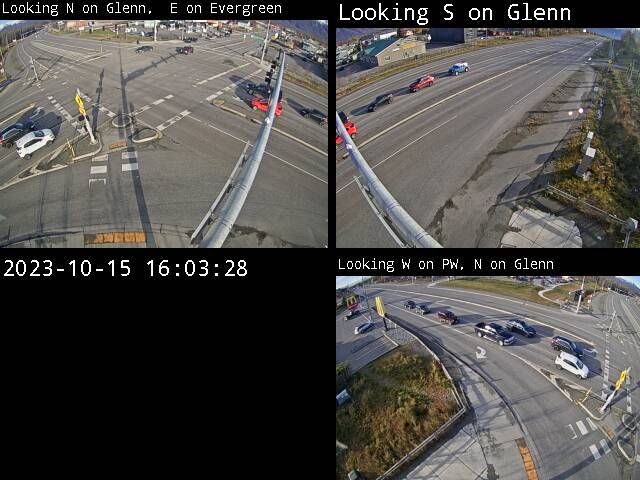 Looking N on Glenn,  E on Evergreen
Looking S on Glenn
2023-10-15 16:03:28
Looking W on PW, N on Glenn